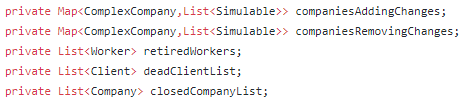 private Map<ComplexCompany,List<Simulable>> companiesAddingChanges;
private Map<ComplexCompany,List<Simulable>> companiesRemovingChanges;
private List<Worker> retiredWorkers;
private List<Client> deadClientList;
private List<Company> closedCompanyList;